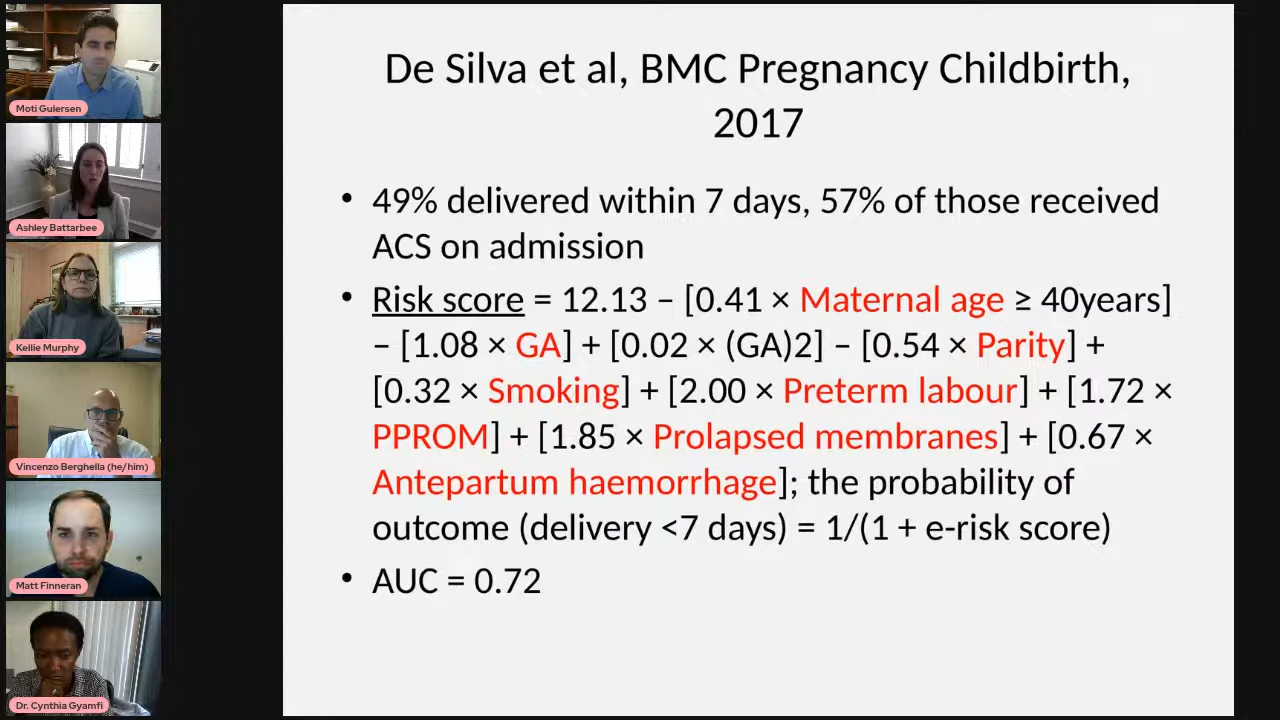 De Silva et al, BMC Pregnancy Childbirth,
2017
• 49% delivered within 7 days, 57% of those received
ACS on admission
• Risk score = 12.13 – [0.41 × Maternal age ≥ 40years]
– [1.08 × GA] + [0.02 × (GA)2] – [0.54 × Parity] +
[0.32 × Smoking] + [2.00 × Preterm labour] + [1.72 ×
PPROM] + [1.85 × Prolapsed membranes] + [0.67 ×
Antepartum haemorrhage]; the probability of
outcome (delivery <7 days) = 1/(1 + e-risk score)
• AUC = 0.72
Moti Gulersen
Ashley Battarbee
Kellie Murphy
Vincenzo Berghella (he/him)
Matt Finneran
Dr. Cynthia Gyamfi